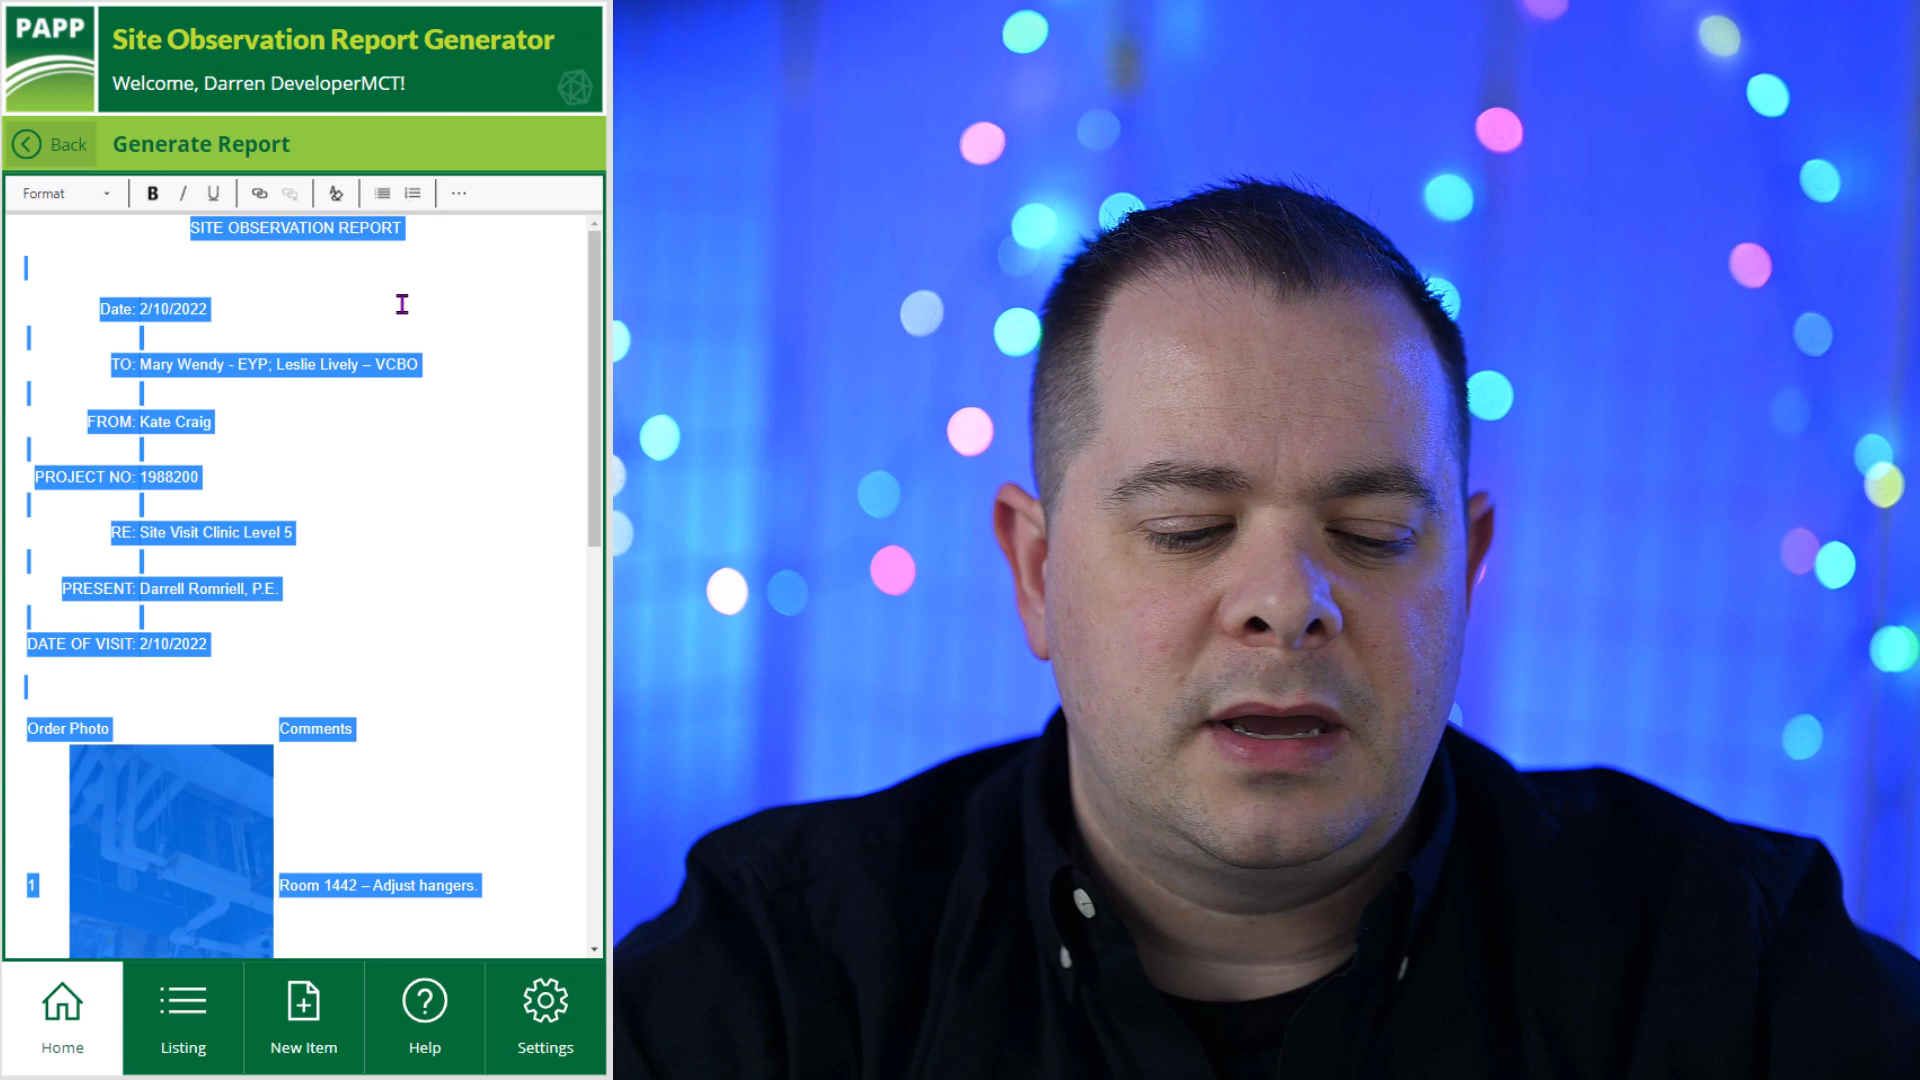 PAPP
Site Observation Report Generator
Welcome, Darren DeveloperMCT!
Back
Generate Report
Format
B / U
SITE OBSERVATION REPORT
Date: 2/10/2022
TO: Mary Wendy - EYP; Leslie Lively – VCBO
FROM: Kate Craig
PROJECT NO: 1988200
RE: Site Visit Clinic Level 5
PRESENT: Darrell Romriell, P.E.
DATE OF VISIT: 2/10/2022
Order Photo Comments
1 Room 1442 – Adjust hangers.
Home Listing New Item Help Settings